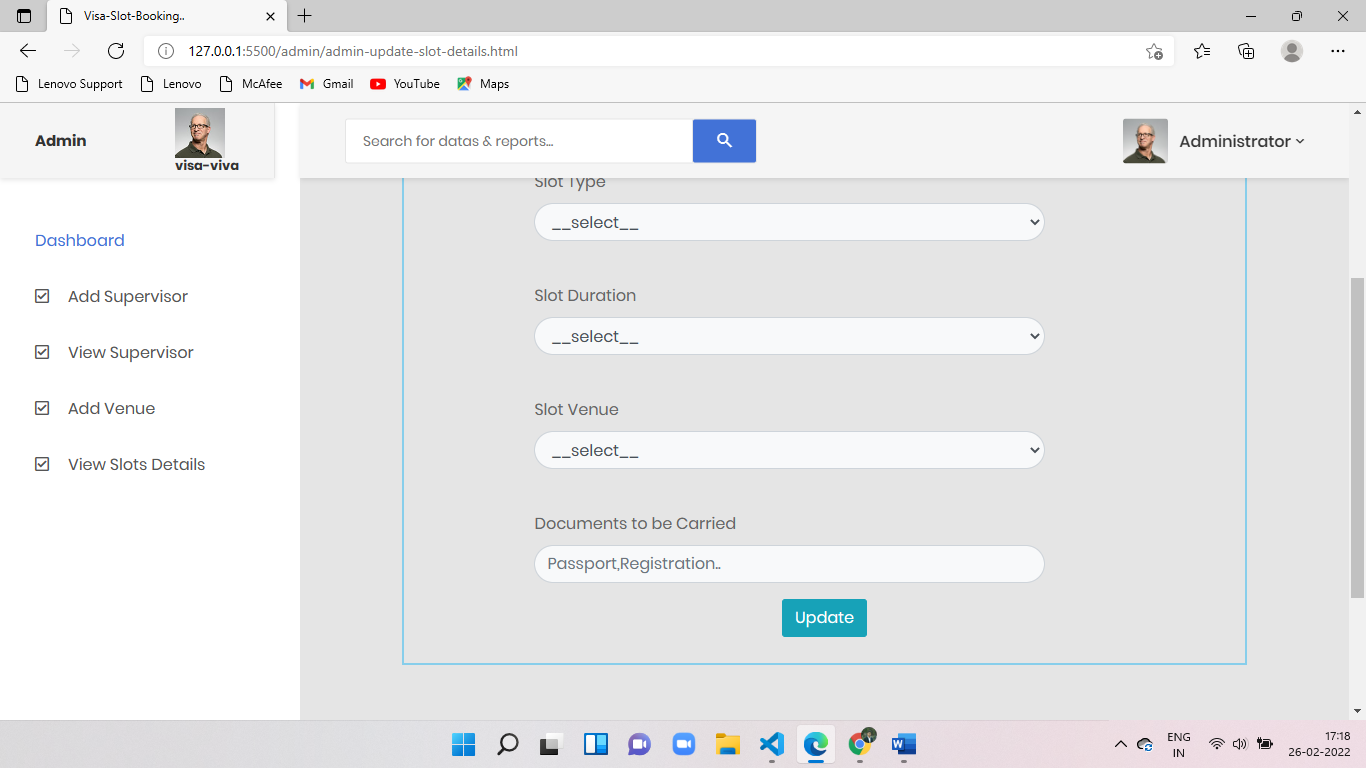 Visa-Slot-Booking..
127.0.0.1:5500/admin/admin-update-slot-details.html
Lenovo Support Lenovo McAfee Gmail YouTube Maps
Admin
visa-viva
Search for datas & reports...
Administrator
Dashboard
Add Supervisor
View Supervisor
Add Venue
View Slots Details
Slot Type
__select__
Slot Duration
__select__
Slot Venue
__select__
Documents to be Carried
Passport,Registration..
Update
ENG
IN
17:18
26-02-2022